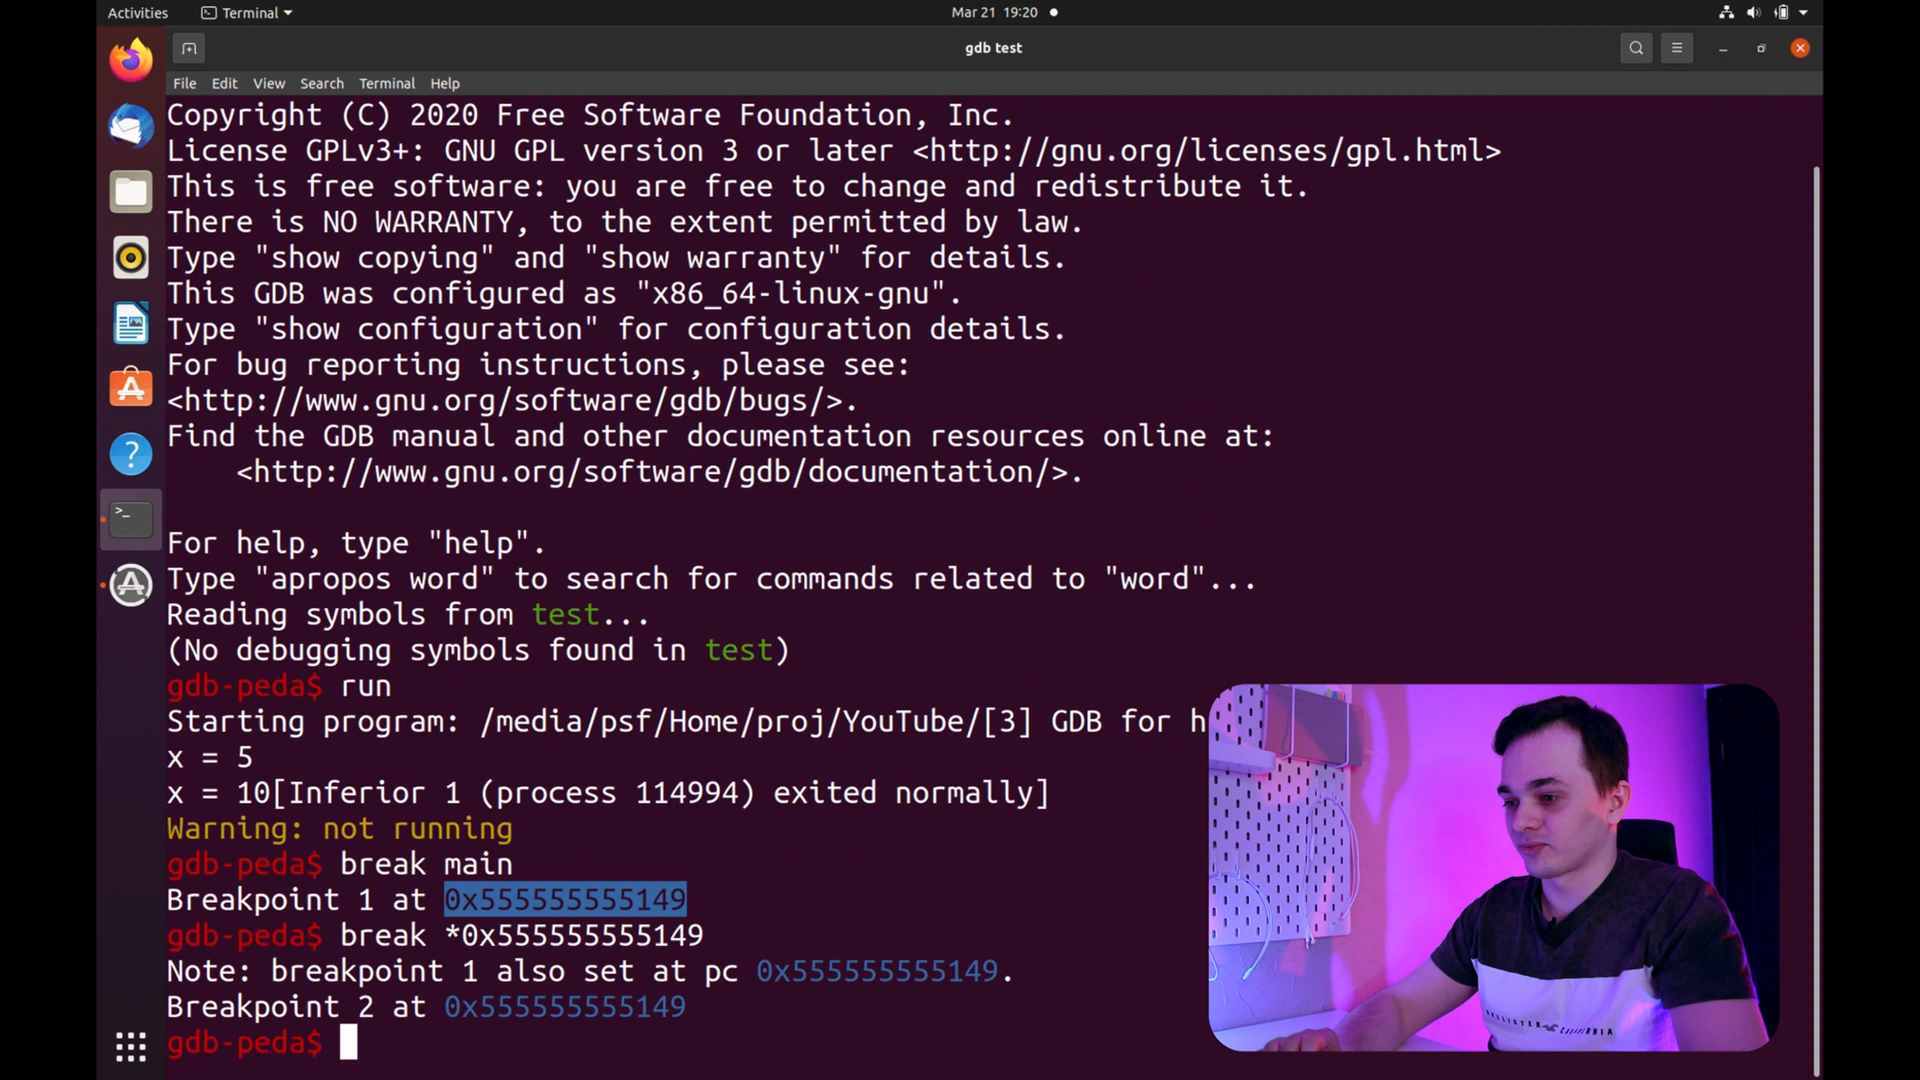 Activities
Terminal
Mar 21 19:20
gdb test
File Edit View Search Terminal Help
Copyright (C) 2020 Free Software Foundation, Inc.
License GPLv3+: GNU GPL version 3 or later <http://gnu.org/licenses/gpl.html>
This is free software: you are free to change and redistribute it.
There is NO WARRANTY, to the extent permitted by law.
Type "show copying" and "show warranty" for details.
This GDB was configured as "x86_64-linux-gnu".
Type "show configuration" for configuration details.
For bug reporting instructions, please see:
<http://www.gnu.org/software/gdb/bugs/>.
Find the GDB manual and other documentation resources online at:
<http://www.gnu.org/software/gdb/documentation/>.
For help, type "help".
Type "apropos word" to search for commands related to "word"...
Reading symbols from test...
(No debugging symbols found in test)
gdb-peda$ run
Starting program: /media/psf/Home/proj/YouTube/[3] GDB for h
x = 5
x = 10[Inferior 1 (process 114994) exited normally]
Warning: not running
gdb-peda$ break main
Breakpoint 1 at 0x555555555149
gdb-peda$ break *0x555555555149
Note: breakpoint 1 also set at pc 0x555555555149.
Breakpoint 2 at 0x555555555149
gdb-peda$